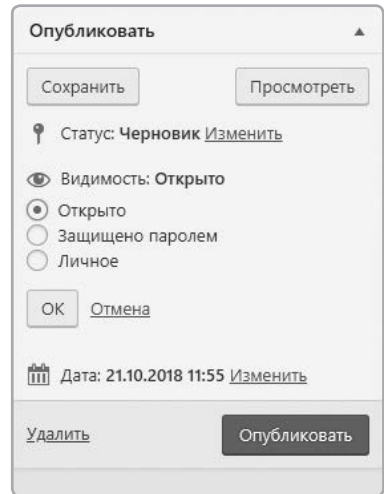 Опубликовать
Сохранить Просмотреть
Статус: Черновик Изменить
Видимость: Открыто
Открыто
Защищено паролем
Личное
ОК Отмена
Дата: 21.10.2018 11:55 Изменить
Удалить Опубликовать